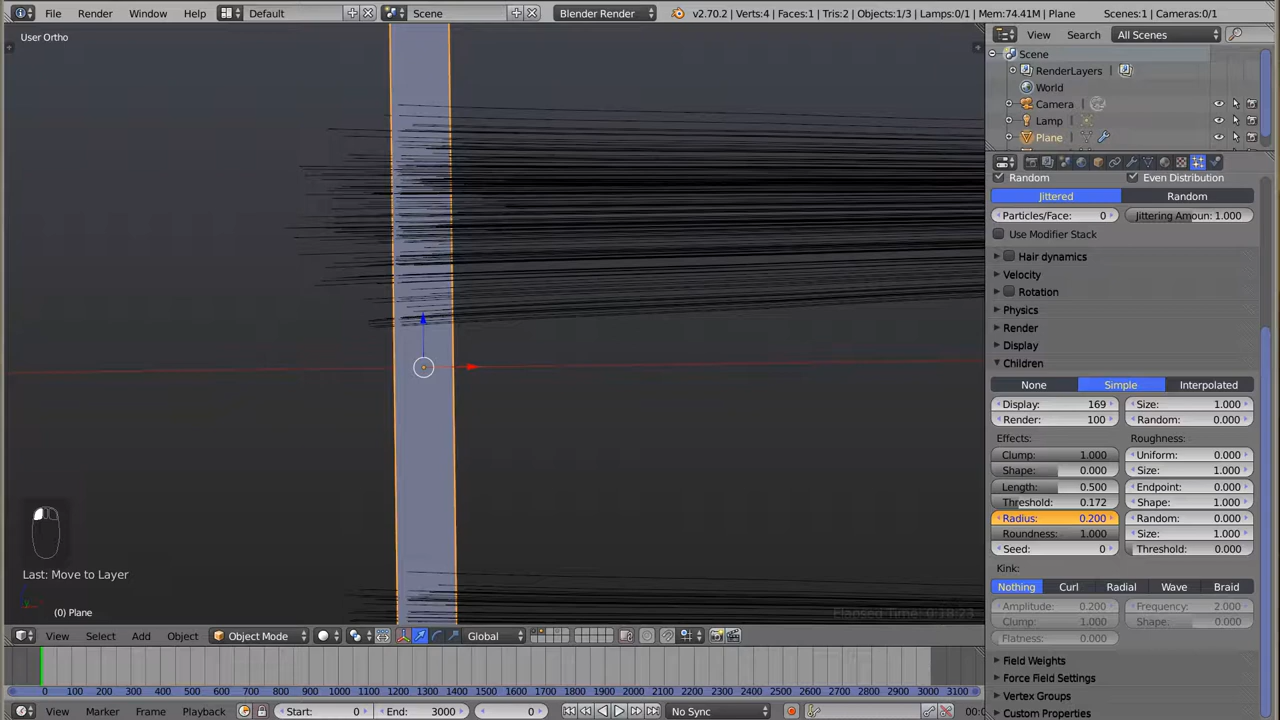 File Render Window Help Default Scene Blender Render v2.70.2 | Verts:4 | Faces:1 | Tris:2 | Objects:1/3 | Lamps:0/1 | Mem:74.41M | Plane Scenes:1 | Cameras:0/1
User Ortho
View Search All Scenes
Scene
RenderLayers
World
Camera
Lamp
Plane
Random Even Distribution
Jittered Random
Particles/Face: 0 Jittering Amoun: 1.000
Use Modifier Stack
Hair dynamics
Velocity
Rotation
Physics
Render
Display
Children
None Simple Interpolated
Display: 169 Size: 1.000
Render: 100 Random: 0.000
Effects: Roughness:
Clump: 1.000 Uniform: 0.000
Shape: 0.000 Size: 1.000
Length: 0.500 Endpoint: 0.000
Threshold: 0.172 Shape: 1.000
Radius: 0.200 Random: 0.000
Roundness: 1.000 Size: 1.000
Seed: 0 Threshold: 0.000
Kink:
Nothing Curl Radial Wave Braid
Amplitude: 0.200 Frequency: 2.000
Clump: 1.000 Shape: 0.000
Flatness: 0.000
Field Weights
Force Field Settings
Vertex Groups
Custom Properties
Last: Move to Layer
(0) Plane
Elapsed Time: 0:18:23
View Select Add Object Object Mode Global
0 100 200 300 400 500 600 700 800 900 1000 1100 1200 1300 1400 1500 1600 1700 1800 1900 2000 2100 2200 2300 2400 2500 2600 2700 2800 2900 3000 3100
View Marker Frame Playback Start: 0 End: 3000 0 No Sync